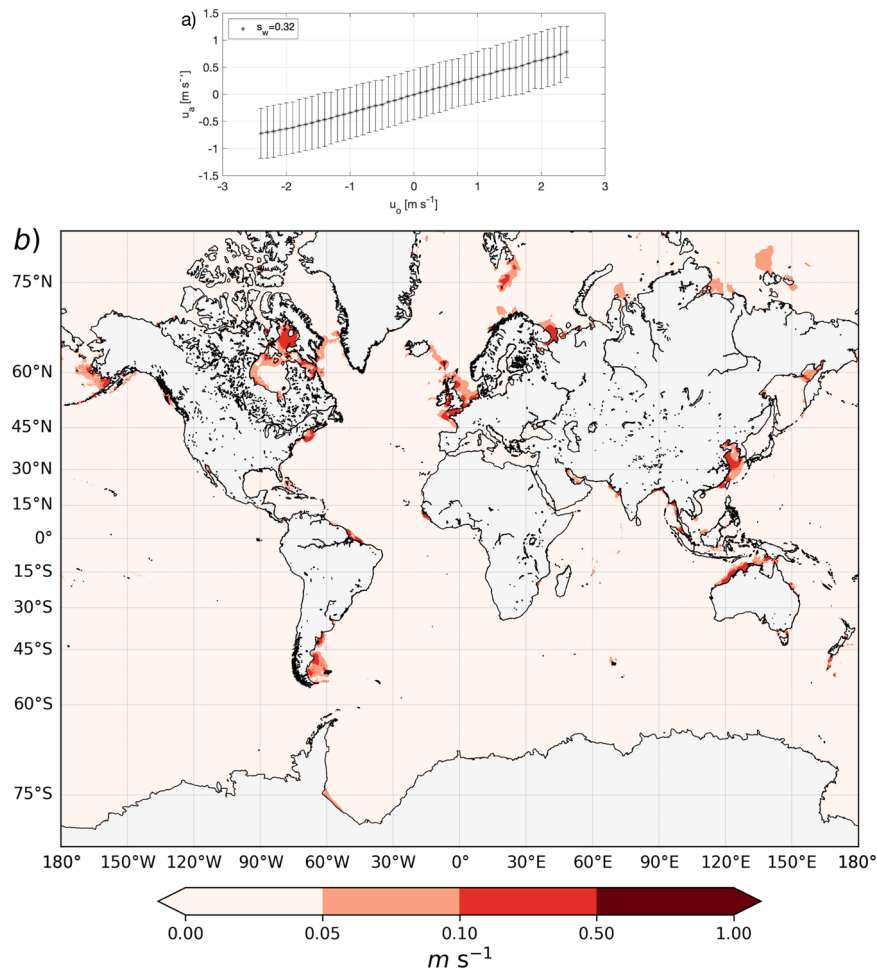 a)
s_w=0.32
1.5
1
0.5
0
-0.5
-1
-1.5
u_a [m s⁻¹]
-3 -2 -1 0 1 2 3
u_o [m s⁻¹]
b)
75°N
60°N
45°N
30°N
15°N
0°
15°S
30°S
45°S
60°S
75°S
180° 150°W 120°W 90°W 60°W 30°W 0° 30°E 60°E 90°E 120°E 150°E 180°
0.00 0.05 0.10 0.50 1.00
m s⁻¹